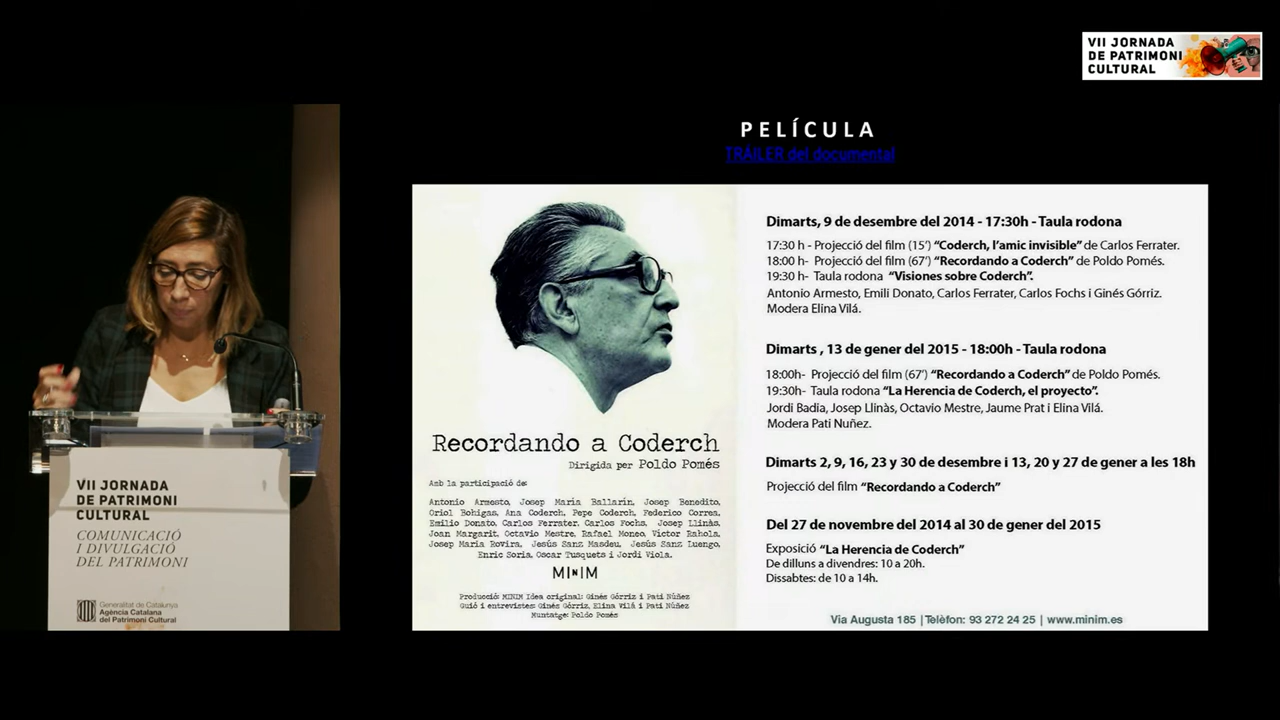 VII JORNADA
DE PATRIMONI
CULTURAL
PELÍCULA
TRÁILER del documental
Recordando a Coderch
Dirigida per Poldo Pomés
Amb la participació de:
Antonio Armesto, Josep Maria Ballarín, Josep Benedito,
Oriol Bohigas, Ana Coderch, Pepe Coderch, Federico Correa,
Emilio Donato, Carlos Ferrater, Carlos Fochs, Josep Llinàs,
Joan Margarit, Octavio Mestre, Rafael Moneo, Victor Rahola,
Josep Maria Rovira, Jesús Sanz Masdeu, Jesús Sanz Luengo,
Enric Soria, Oscar Tusquets i Jordi Viola.
MINIM
Producció: MINIM Idea original: Ginés Górriz i Pati Núñez
Guió i entrevistes: Ginés Górriz, Elina Vilá i Pati Núñez
Muntatge: Poldo Pomés
Dimarts, 9 de desembre del 2014 - 17:30h - Taula rodona
17:30 h - Projecció del film (15’) “Coderch, l’amic invisible” de Carlos Ferrater.
18:00 h- Projecció del film (67’) “Recordando a Coderch” de Poldo Pomés.
19:30 h- Taula rodona “Visiones sobre Coderch”.
Antonio Armesto, Emili Donato, Carlos Ferrater, Carlos Fochs i Ginés Górriz.
Modera Elina Vilá.
Dimarts , 13 de gener del 2015 - 18:00h - Taula rodona
18:00h- Projecció del film (67’) “Recordando a Coderch” de Poldo Pomés.
19:30h- Taula rodona “La Herencia de Coderch, el proyecto”.
Jordi Badia, Josep Llinàs, Octavio Mestre, Jaume Prat i Elina Vilá.
Modera Pati Nuñez.
Dimarts 2, 9, 16, 23 y 30 de desembre i 13, 20 y 27 de gener a les 18h
Projecció del film “Recordando a Coderch”
Del 27 de novembre del 2014 al 30 de gener del 2015
Exposició “La Herencia de Coderch”
De dilluns a divendres: 10 a 20h.
Dissabtes: de 10 a 14h.
Via Augusta 185 | Telèfon: 93 272 24 25 | www.minim.es
VII JORNADA
DE PATRIMONI
CULTURAL
COMUNICACIÓ
I DIVULGACIÓ
DEL PATRIMONI
Generalitat de Catalunya
Agència Catalana
del Patrimoni Cultural